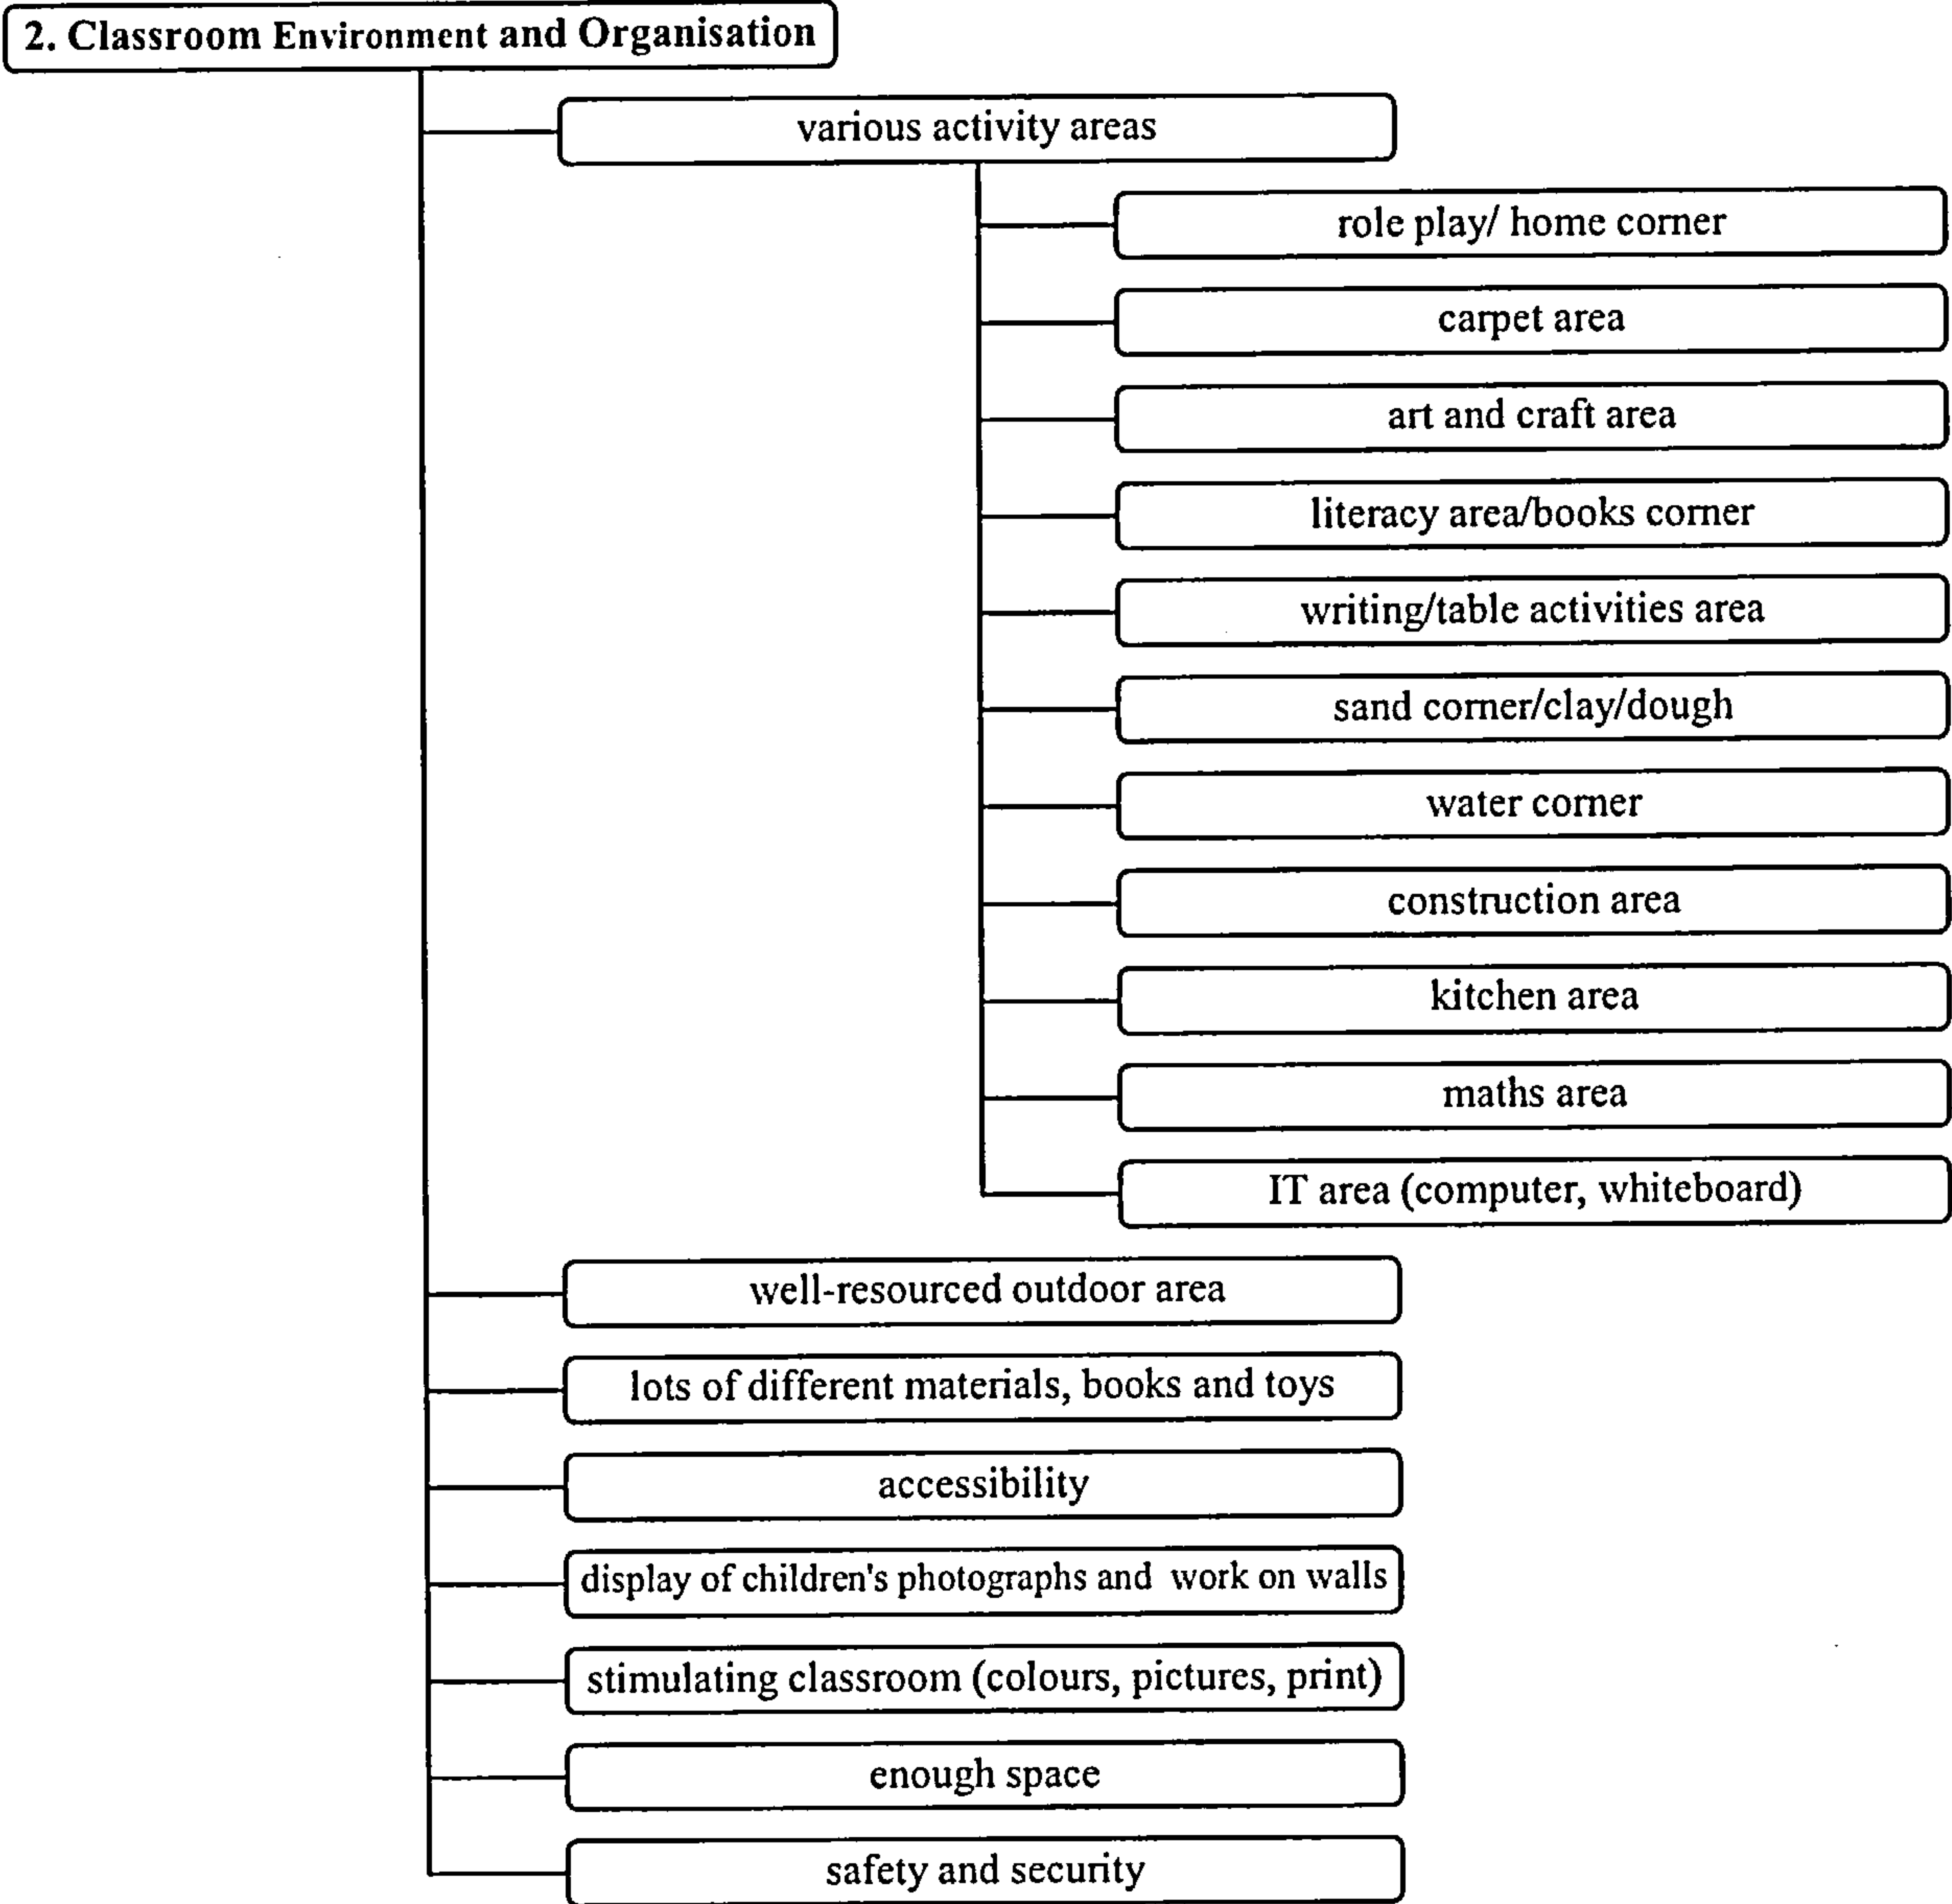 2. Classroom Environment and Organisation
various activity areas
role play/ home corner
carpet area
art and craft area
literacy area/books corner
writing/table activities area
sand corner/clay/dough
water corner
construction area
kitchen area
maths area
IT area (computer, whiteboard)
well-resourced outdoor area
lots of different materials, books and toys
accessibility
display of children's photographs and work on walls
stimulating classroom (colours, pictures, print)
enough space
safety and security